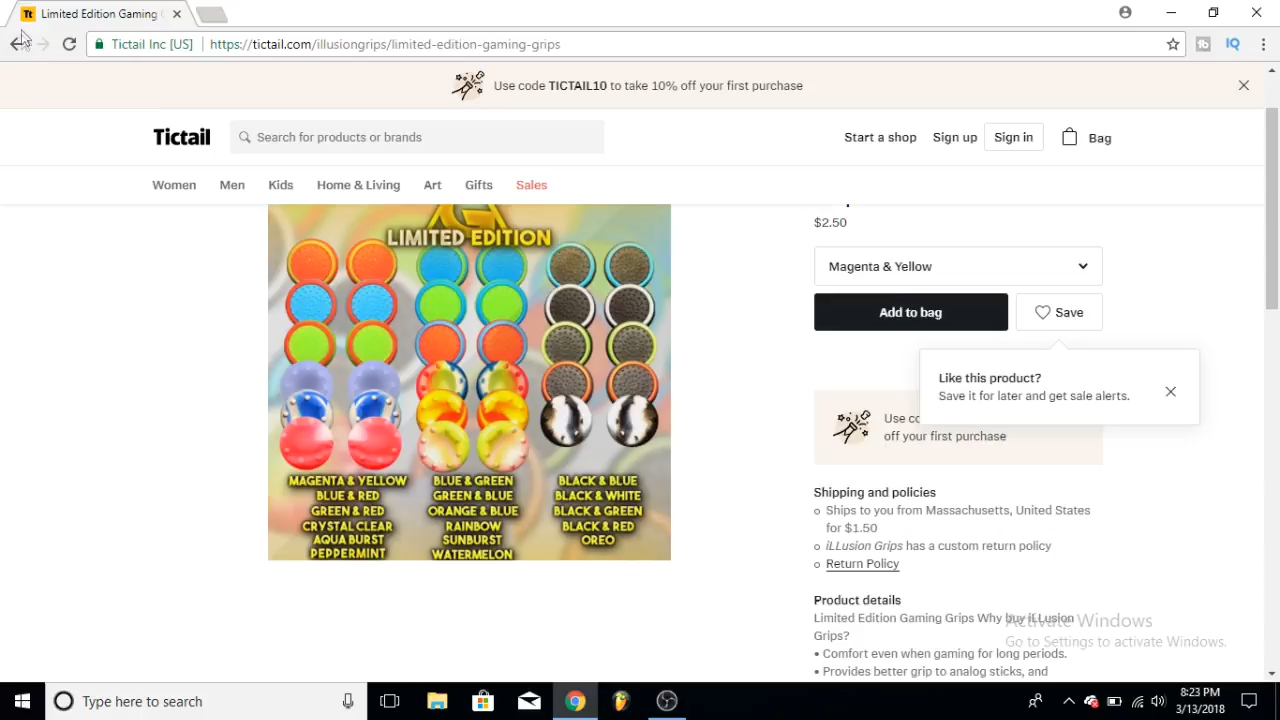 Tt Limited Edition Gaming (
Tictail Inc [US] https://tictail.com/illusiongrips/limited-edition-gaming-grips
Use code TICTAIL10 to take 10% off your first purchase
Tictail
Search for products or brands
Start a shop Sign up Sign in Bag
Women Men Kids Home & Living Art Gifts Sales
$2.50
Magenta & Yellow
Add to bag
Save
Like this product?
Save it for later and get sale alerts.
Use co
off your first purchase
Shipping and policies
Ships to you from Massachusetts, United States
for $1.50
iLLusion Grips has a custom return policy
Return Policy
Product details
Limited Edition Gaming Grips Why buy iLLusion
Grips?
• Comfort even when gaming for long periods.
• Provides better grip to analog sticks, and
LIMITED EDITION
MAGENTA & YELLOW
BLUE & RED
GREEN & RED
CRYSTAL CLEAR
AQUA BURST
PEPPERMINT
BLUE & GREEN
GREEN & BLUE
ORANGE & BLUE
RAINBOW
SUNBURST
WATERMELON
BLACK & BLUE
BLACK & WHITE
BLACK & GREEN
BLACK & RED
OREO
Activate Windows
Go to Settings to activate Windows.
Type here to search
8:23 PM
3/13/2018